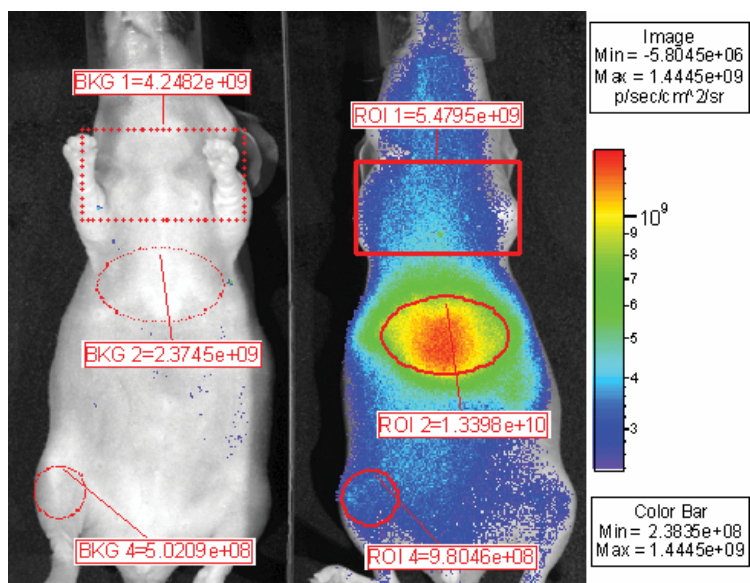 BKG 1=4.2482e+09
BKG 2=2.3745e+09
BKG 4=5.0209e+08
ROI 1=5.4795e+09
ROI 2=1.3398e+10
ROI 4=9.8046e+08
Image
Min = -5.8045e+06
Max = 1.4445e+09
p/sec/cm^2/sr
10⁹
9
8
7
6
5
4
3
Color Bar
Min = 2.3835e+08
Max = 1.4445e+09